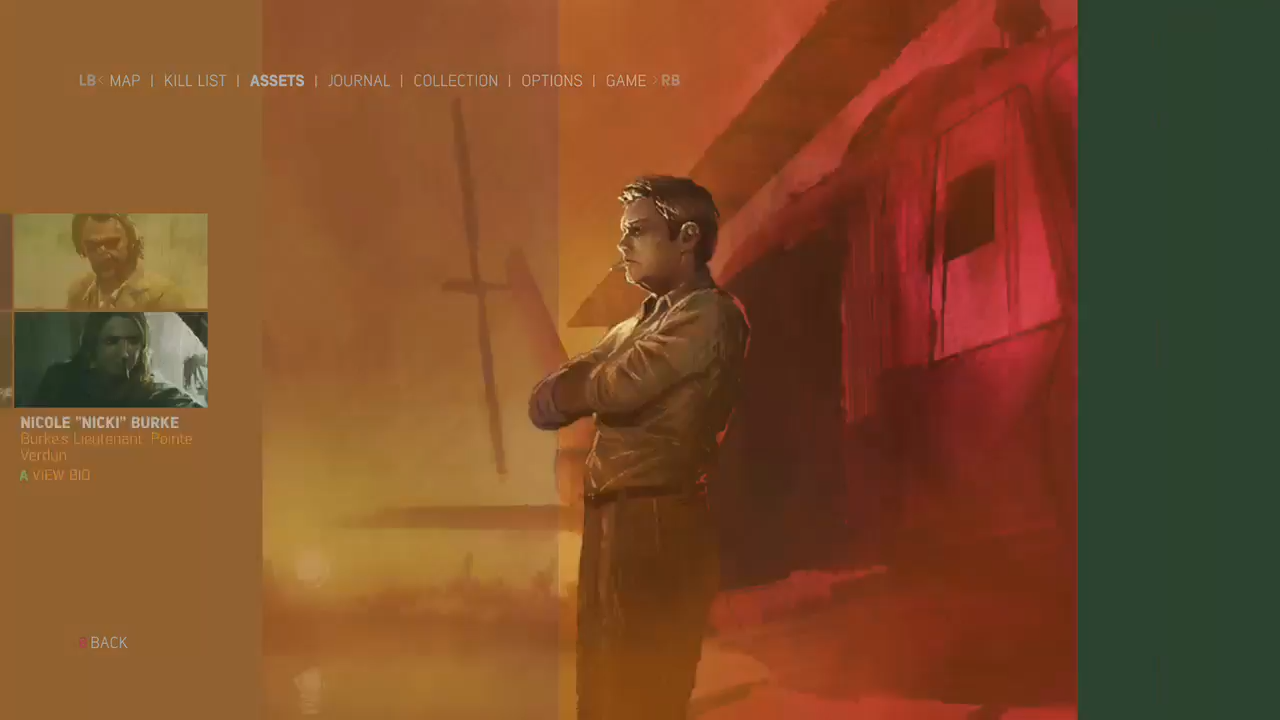 LB< MAP | KILL LIST | ASSETS | JOURNAL | COLLECTION | OPTIONS | GAME > RB
NICOLE "NICKI" BURKE
Burke's Lieutenant: Pointe
Verdun
A VIEW BIO
B BACK